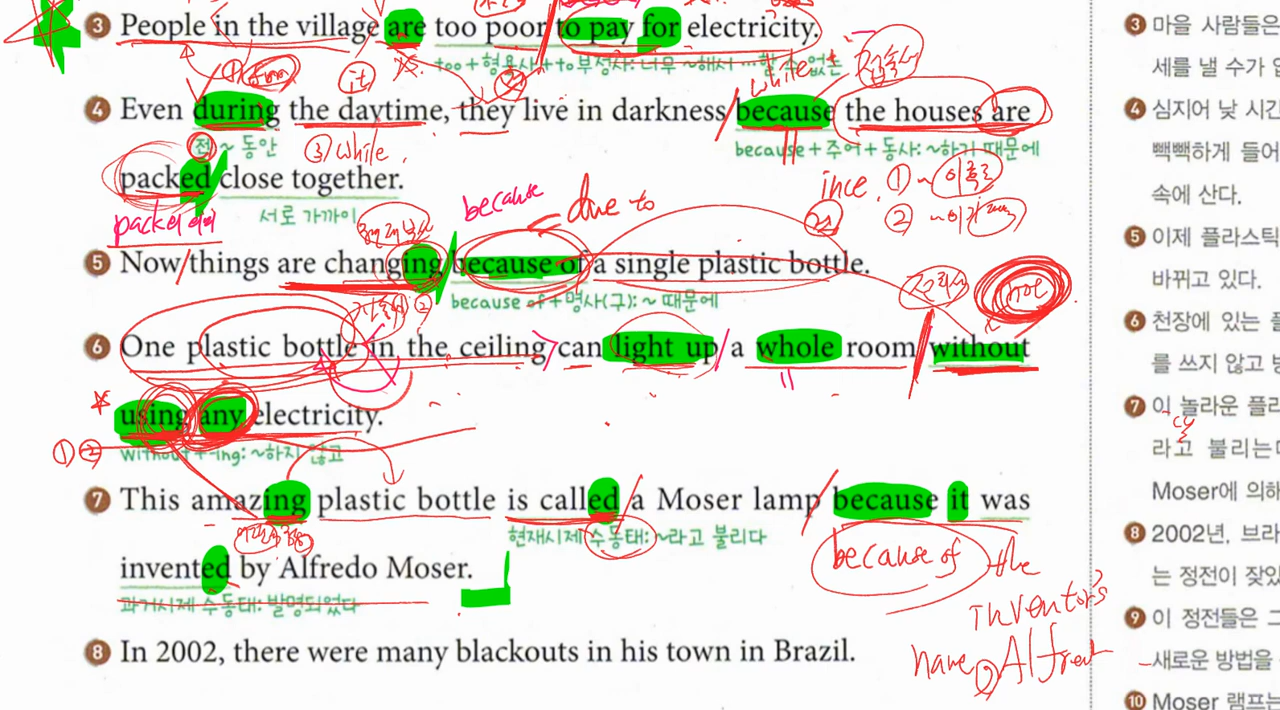 ③ People in the village are too poor to pay for electricity.
too + 형용사 + to부정사: 너무 ~해서 …할 수 없는
while
접속사
④ Even during the daytime, they live in darkness because the houses are
전 ~ 동안
③ while
because + 주어 + 동사: ~하기 때문에
packed close together.
서로 가까이
because
due to
⑤ Now things are changing because of a single plastic bottle.
because of + 명사(구): ~ 때문에
⑥ One plastic bottle in the ceiling can light up a whole room without
using any electricity.
① ②
without + -ing: ~하지 않고
⑦ This amazing plastic bottle is called a Moser lamp because it was
현재시제 수동태: ~라고 불리다
because of the
invented by Alfredo Moser.
과거시제 수동태: 발명되었다
inventor's
name
⑧ In 2002, there were many blackouts in his town in Brazil.
③ 마을 사람들은
세를 낼 수가 없
④ 심지어 낮 시간
빽빽하게 들어
속에 산다.
⑤ 이제 플라스틱
바뀌고 있다.
⑥ 천장에 있는 플
를 쓰지 않고 방
⑦ 이 놀라운 플라
라고 불리는데
Moser에 의해
⑧ 2002년, 브라
는 정전이 잦았
⑨ 이 정전들은 그
새로운 방법을
⑩ Moser 램프는